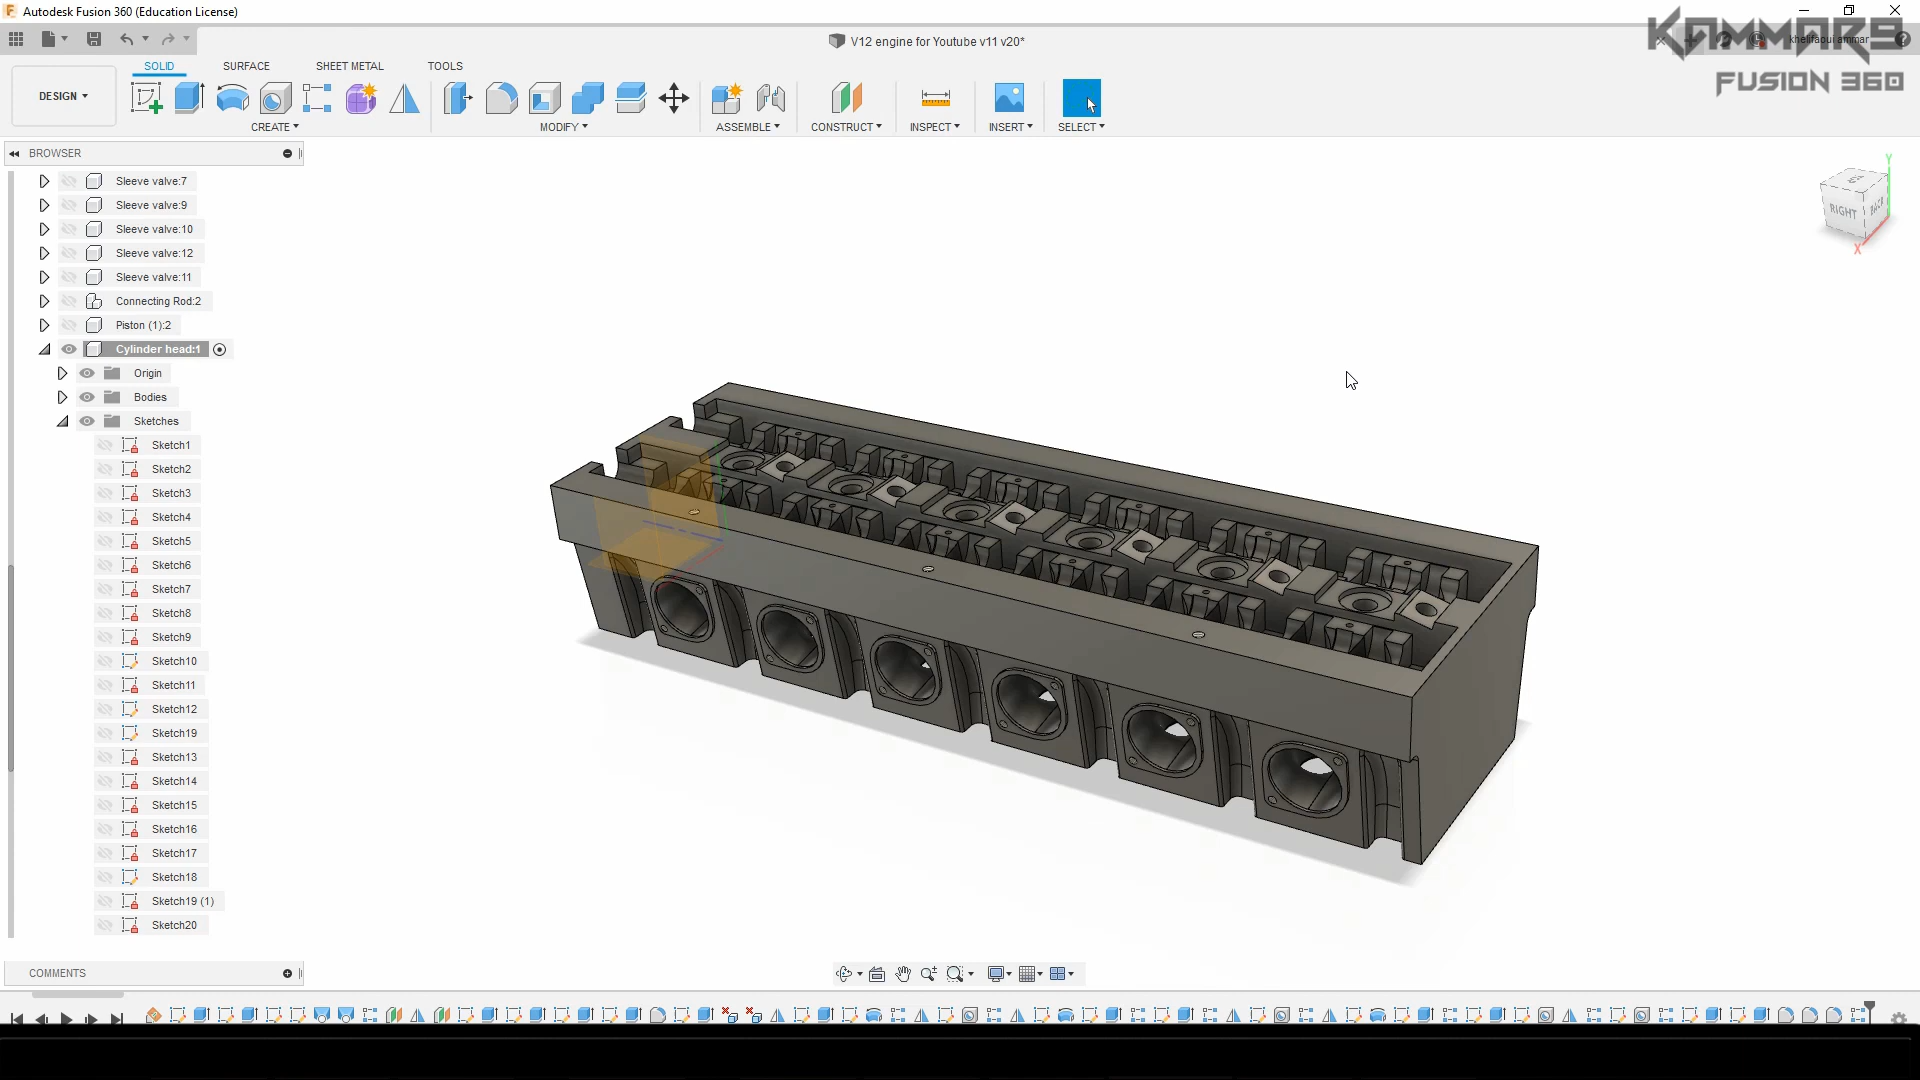 Autodesk Fusion 360 (Education License)
V12 engine for Youtube v11 v20*
khelifaoui ammar
KAMMAR9
FUSION 360
SOLID SURFACE SHEET METAL TOOLS
DESIGN
CREATE MODIFY ASSEMBLE CONSTRUCT INSPECT INSERT SELECT
BROWSER
Sleeve valve:7
Sleeve valve:9
Sleeve valve:10
Sleeve valve:12
Sleeve valve:11
Connecting Rod:2
Piston (1):2
Cylinder head:1
Origin
Bodies
Sketches
Sketch1
Sketch2
Sketch3
Sketch4
Sketch5
Sketch6
Sketch7
Sketch8
Sketch9
Sketch10
Sketch11
Sketch12
Sketch19
Sketch13
Sketch14
Sketch15
Sketch16
Sketch17
Sketch18
Sketch19 (1)
Sketch20
COMMENTS
Y
RIGHT
BACK
X